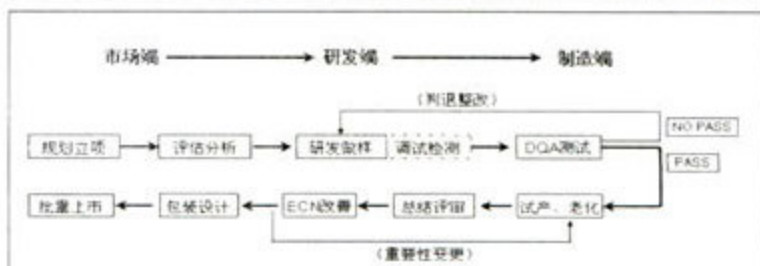 市场端 研发端 制造端
(判退整改)
NO PASS
规划立项 评估分析 研发做样 调试检测 DQA测试
PASS
批量上市 包装设计 ECN改善 总结评审 试产、老化
(重要性变更)